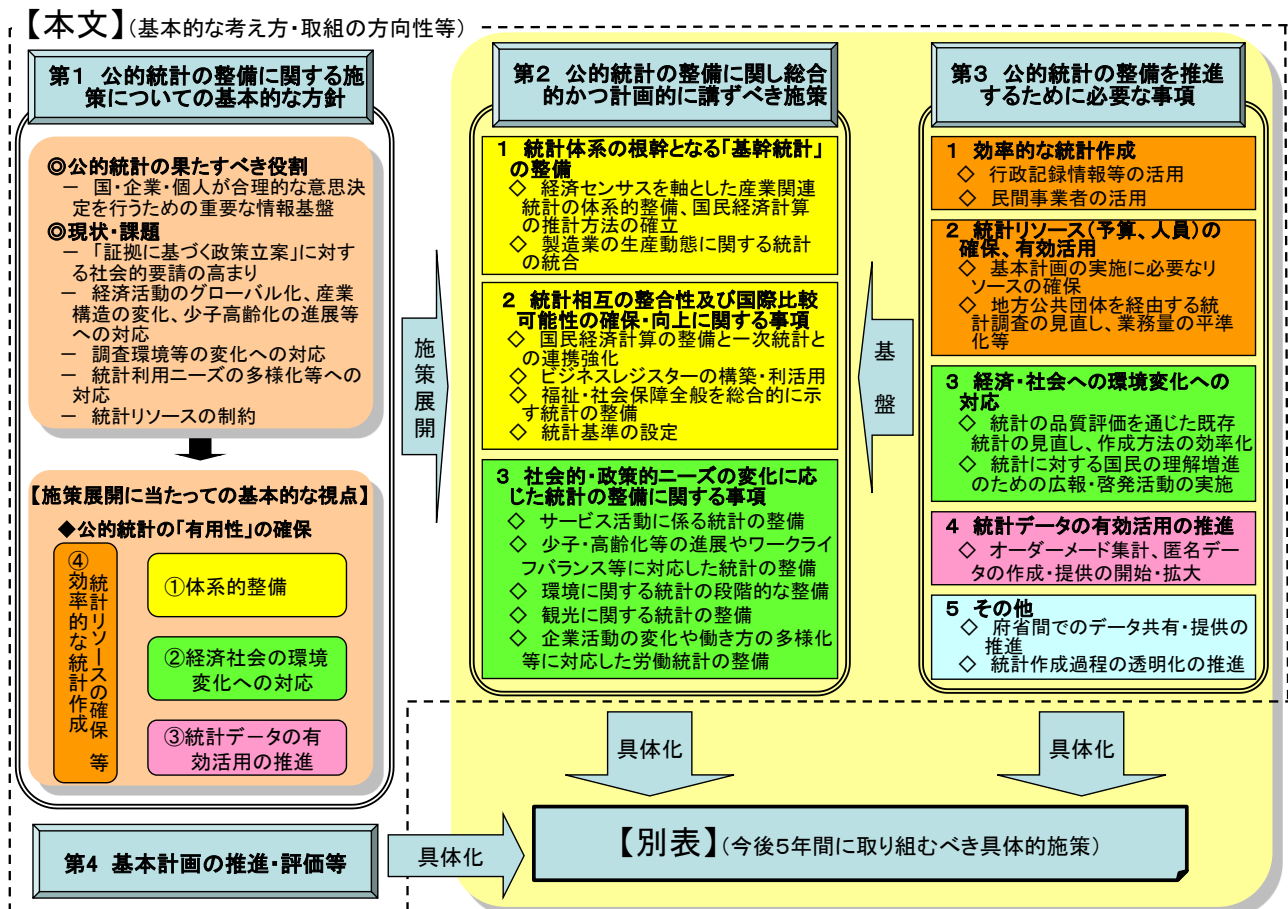 【本文】(基本的な考え方・取組の方向性等)
第1 公的統計の整備に関する施
策についての基本的な方針
◎公的統計の果たすべき役割
－ 国・企業・個人が合理的な意思決
定を行うための重要な情報基盤
◎現状・課題
－ 「証拠に基づく政策立案」に対す
る社会的要請の高まり
－ 経済活動のグローバル化、産業
構造の変化、少子高齢化の進展等
への対応
－ 調査環境等の変化への対応
－ 統計利用ニーズの多様化等への
対応
－ 統計リソースの制約
【施策展開に当たっての基本的な視点】
◆公的統計の「有用性」の確保
④統計リソースの確保 等
効率的な統計作成
①体系的整備
②経済社会の環境
変化への対応
③統計データの有
効活用の推進
施策展開
第2 公的統計の整備に関し総合
的かつ計画的に講ずべき施策
1 統計体系の根幹となる「基幹統計」
の整備
◇ 経済センサスを軸とした産業関連
統計の体系的整備、国民経済計算
の推計方法の確立
◇ 製造業の生産動態に関する統計
の統合
2 統計相互の整合性及び国際比較
可能性の確保・向上に関する事項
◇ 国民経済計算の整備と一次統計と
の連携強化
◇ ビジネスレジスターの構築・利活用
◇ 福祉・社会保障全般を総合的に示
す統計の整備
◇ 統計基準の設定
3 社会的・政策的ニーズの変化に応
じた統計の整備に関する事項
◇ サービス活動に係る統計の整備
◇ 少子・高齢化等の進展やワークライ
フバランス等に対応した統計の整備
◇ 環境に関する統計の段階的な整備
◇ 観光に関する統計の整備
◇ 企業活動の変化や働き方の多様化
等に対応した労働統計の整備
基盤
第3 公的統計の整備を推進
するために必要な事項
1 効率的な統計作成
◇ 行政記録情報等の活用
◇ 民間事業者の活用
2 統計リソース(予算、人員)の
確保、有効活用
◇ 基本計画の実施に必要なリ
ソースの確保
◇ 地方公共団体を経由する統
計調査の見直し、業務量の平準
化等
3 経済・社会への環境変化への
対応
◇ 統計の品質評価を通じた既存
統計の見直し、作成方法の効率化
◇ 統計に対する国民の理解増進
のための広報・啓発活動の実施
4 統計データの有効活用の推進
◇ オーダーメード集計、匿名デー
タの作成・提供の開始・拡大
5 その他
◇ 府省間でのデータ共有・提供の
推進
◇ 統計作成過程の透明化の推進
具体化
具体化
第4 基本計画の推進・評価等
具体化
【別表】(今後5年間に取り組むべき具体的施策)